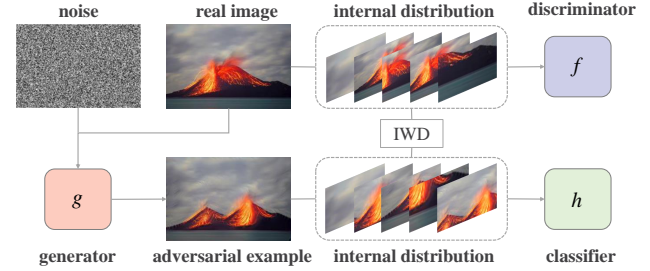 noise
real image
internal distribution
discriminator
f
IWD
g
h
generator
adversarial example
internal distribution
classifier